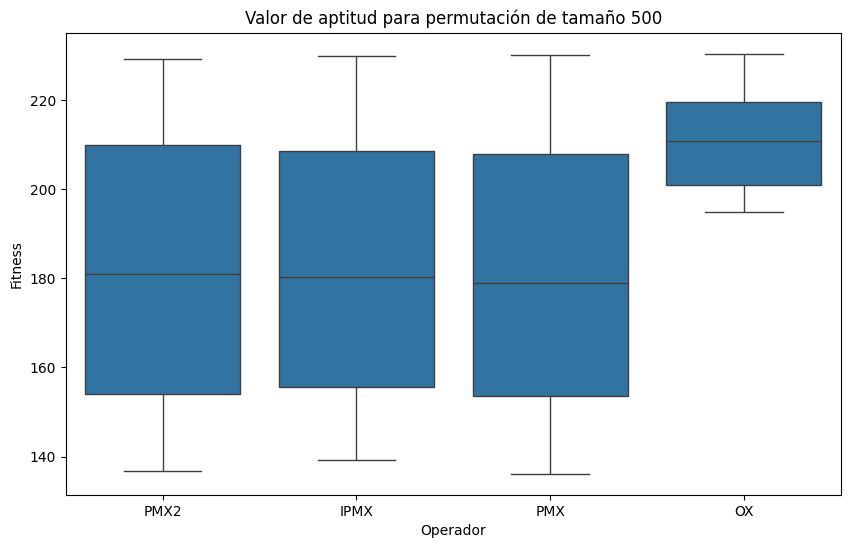 Valor de aptitud para permutación de tamaño 500
Fitness
220
200
180
160
140
PMX2 IPMX PMX OX
Operador